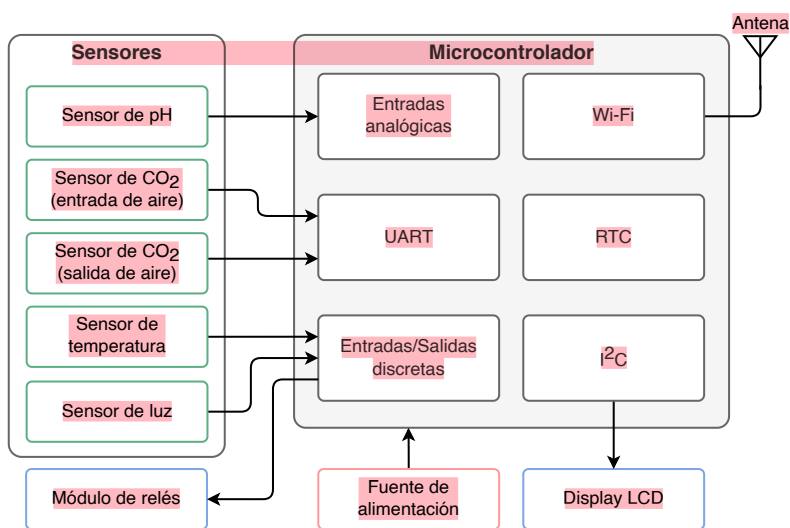 Antena
Sensores
Microcontrolador
Sensor de pH
Entradas
analógicas
Wi-Fi
Sensor de CO₂
(entrada de aire)
UART
RTC
Sensor de CO₂
(salida de aire)
Sensor de
temperatura
Entradas/Salidas
discretas
I²C
Sensor de luz
Módulo de relés
Fuente de
alimentación
Display LCD